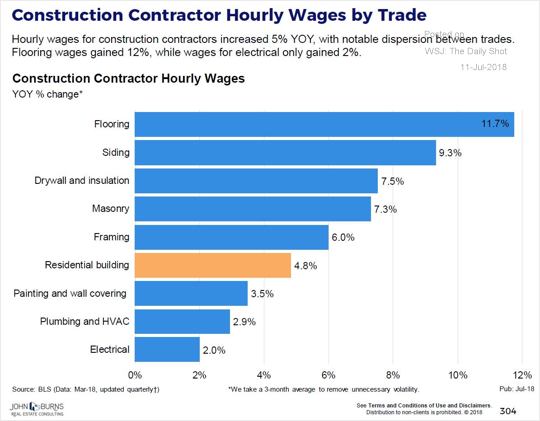 Construction Contractor Hourly Wages by Trade
Hourly wages for construction contractors increased 5% YOY, with notable dispersion between trades.
Flooring wages gained 12%, while wages for electrical only gained 2%.
Posted on
WSJ: The Daily Shot
11-Jul-2018
Construction Contractor Hourly Wages
YOY % change*
Flooring 11.7%
Siding 9.3%
Drywall and insulation 7.5%
Masonry 7.3%
Framing 6.0%
Residential building 4.8%
Painting and wall covering 3.5%
Plumbing and HVAC 2.9%
Electrical 2.0%
0% 2% 4% 6% 8% 10% 12%
Source: BLS (Data: Mar-18, updated quarterly†) *We take a 3-month average to remove unnecessary volatility. Pub: Jul-18
JOHN BURNS
REAL ESTATE CONSULTING
See Terms and Conditions of Use and Disclaimers.
Distribution to non-clients is prohibited. © 2018
304